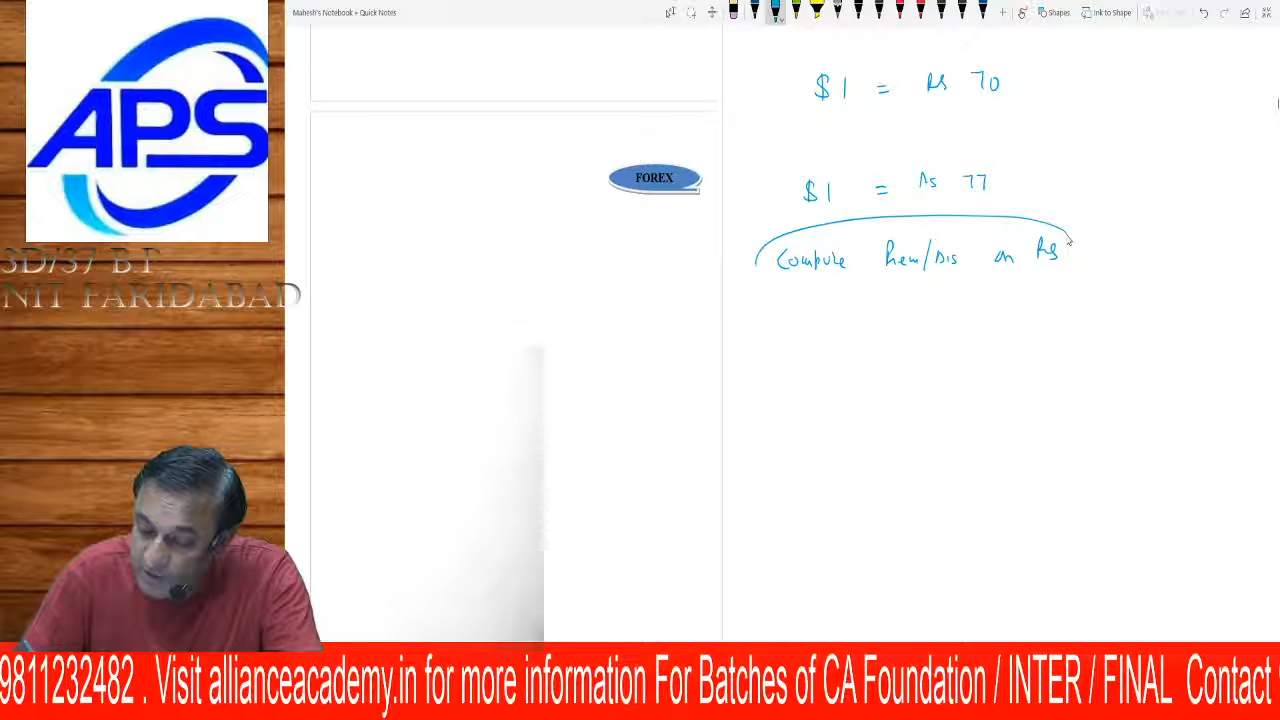 Mahesh's Notebook » Quick Notes
Shapes
Ink to Shape
APS
3D/37 B.P.
NIT FARIDABAD
FOREX
$1 = Rs 70
$1 = Rs 77
Compute Prem/Dis on Rs
9811232482 . Visit allianceacademy.in for more information For Batches of CA Foundation / INTER / FINAL Contact